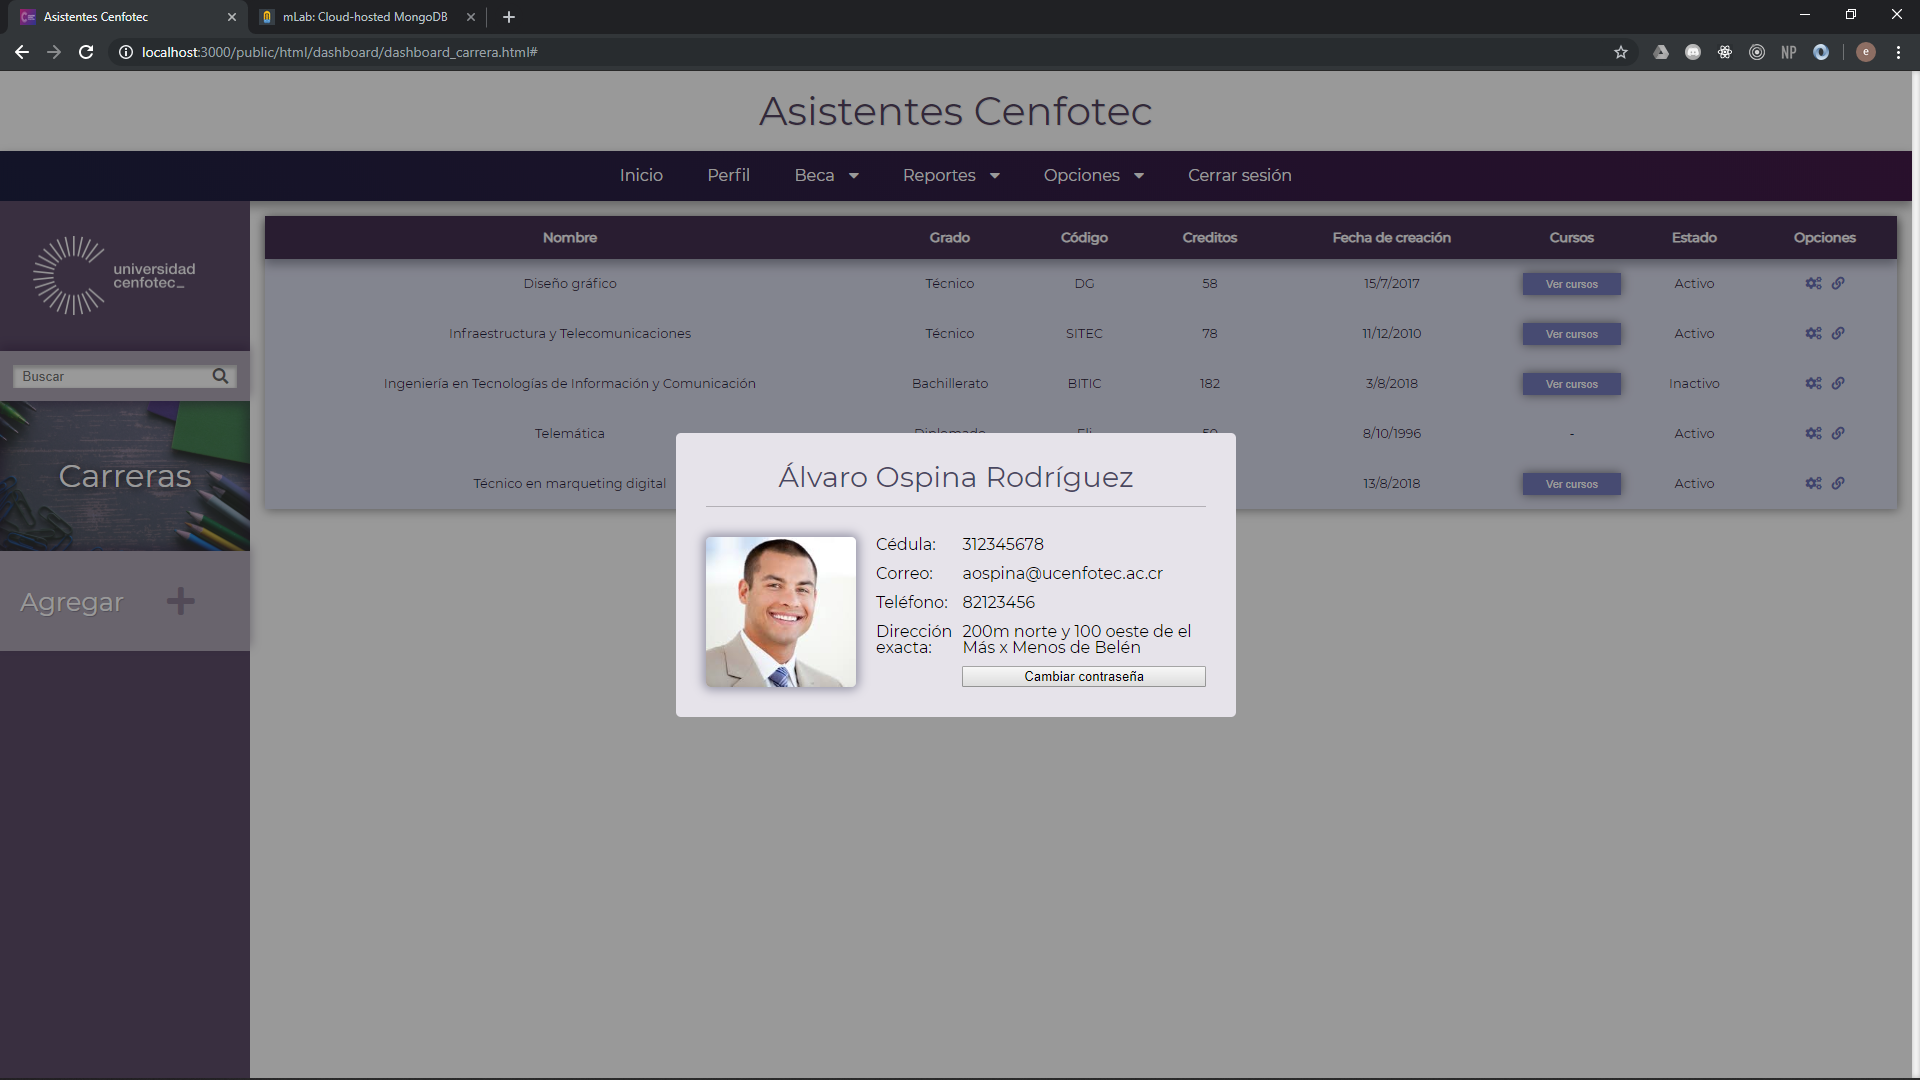 Asistentes Cenfotec
mLab: Cloud-hosted MongoDB
localhost:3000/public/html/dashboard/dashboard_carrera.html#
NP
e
Asistentes Cenfotec
Inicio Perfil Beca Reportes Opciones Cerrar sesión
universidad
cenfotec_
Buscar
Carreras
Agregar
Nombre Grado Código Creditos Fecha de creación Cursos Estado Opciones
Diseño gráfico Técnico DG 58 15/7/2017 Ver cursos Activo
Infraestructura y Telecomunicaciones Técnico SITEC 78 11/12/2010 Ver cursos Activo
Ingeniería en Tecnologías de Información y Comunicación Bachillerato BITIC 182 3/8/2018 Ver cursos Inactivo
Telemática Diplomado 8/10/1996 - Activo
Técnico en marqueting digital 13/8/2018 Ver cursos Activo
Álvaro Ospina Rodríguez
Cédula: 312345678
Correo: aospina@ucenfotec.ac.cr
Teléfono: 82123456
Dirección exacta: 200m norte y 100 oeste de el
Más x Menos de Belén
Cambiar contraseña